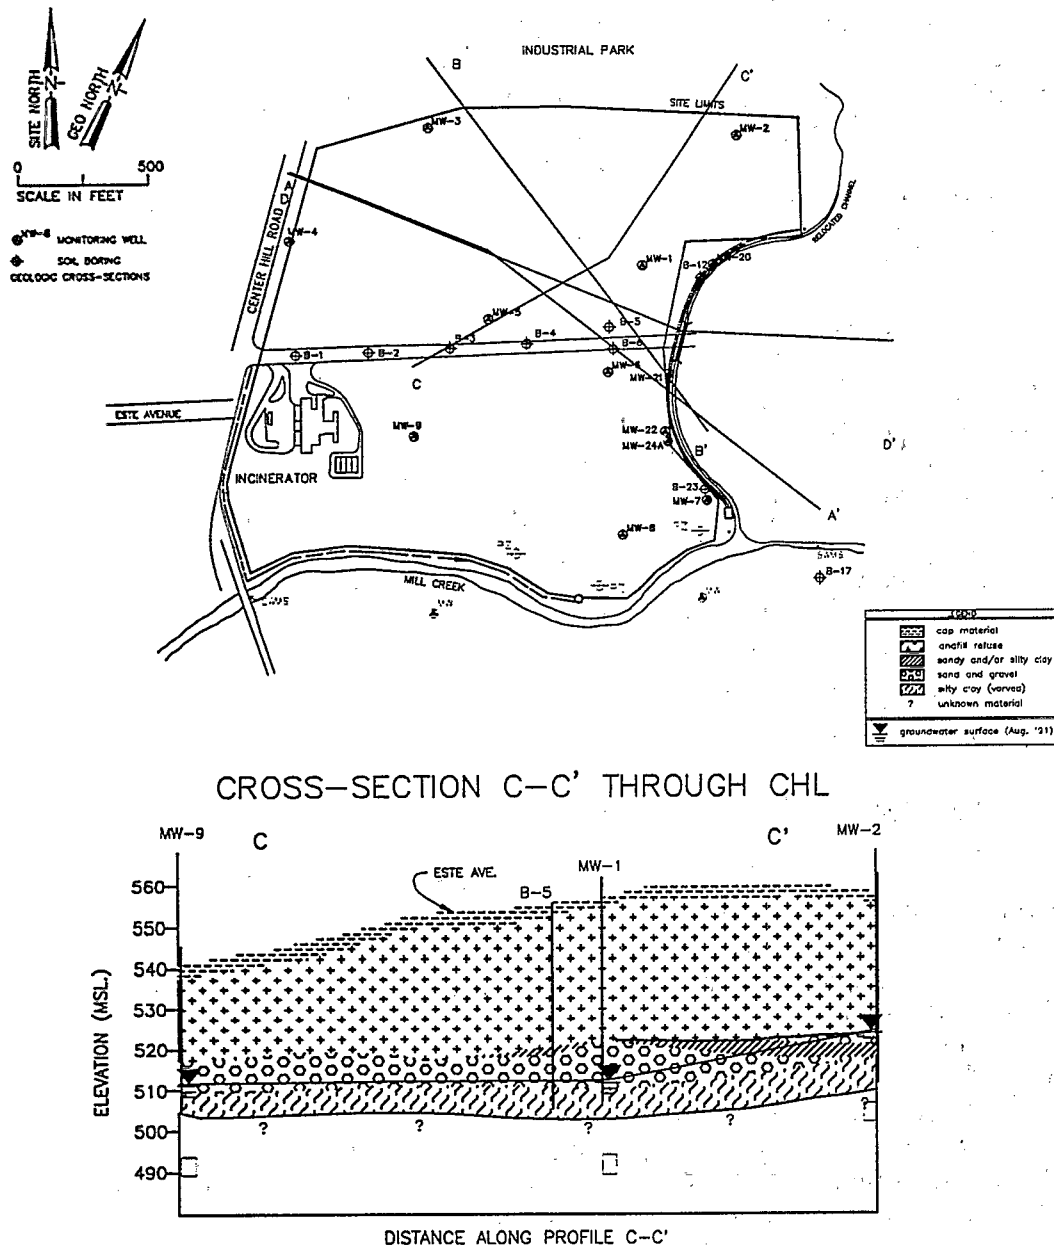 INDUSTRIAL PARK
B
C'
SITE NORTH
GEO NORTH
N
N
SITE LIMITS
MW-3
MW-2
0 500
SCALE IN FEET
A
D
CENTER HILL ROAD
MW-4
RELOCATED CHANNEL
MW-8 MONITORING WELL
SOIL BORING
GEOLOGIC CROSS-SECTIONS
MW-1
B-12
MW-20
MW-5
B-5
B-1
B-2
B-3
B-4
B-6
C
MW-21
ESTE AVENUE
MW-9
MW-22
MW-24A
B'
D'
INCINERATOR
B-23
MW-7
A'
MW-8
MILL CREEK
B-17
LEGEND
cap material
landfill refuse
sandy and/or silty clay
sand and gravel
silty clay (varved)
? unknown material
groundwater surface (Aug. '21)
CROSS-SECTION C-C' THROUGH CHL
MW-9
C
C'
MW-2
ESTE AVE.
MW-1
B-5
560
550
540
530
520
510
500
490
ELEVATION (MSL)
? ? ? ? ?
DISTANCE ALONG PROFILE C-C'